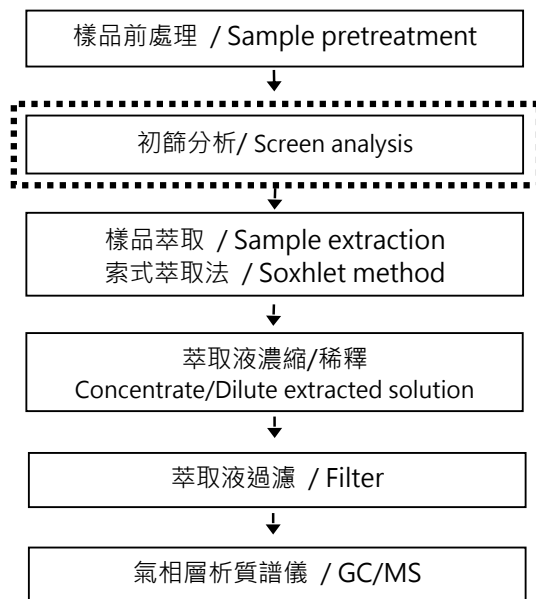 樣品前處理 / Sample pretreatment
初篩分析/ Screen analysis
樣品萃取 / Sample extraction
索式萃取法 / Soxhlet method
萃取液濃縮/稀釋
Concentrate/Dilute extracted solution
萃取液過濾 / Filter
氣相層析質譜儀 / GC/MS